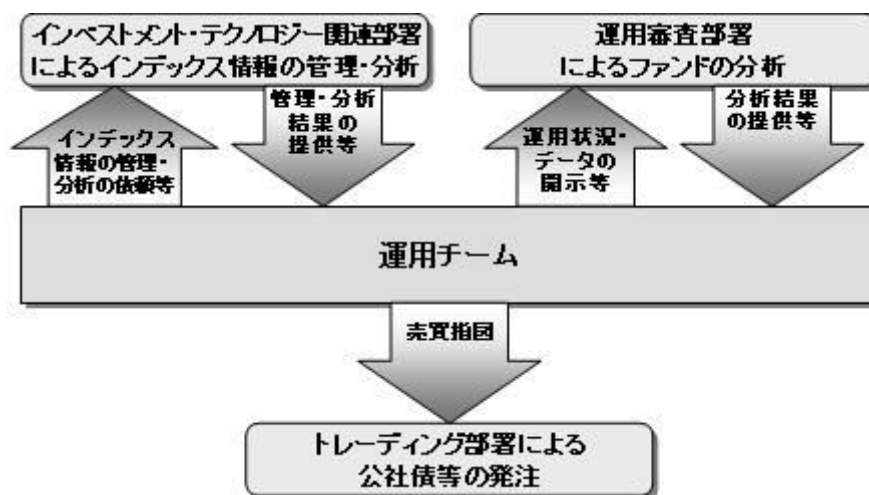 インベストメント・テクノロジー関連部署
によるインデックス情報の管理・分析
運用審査部署
によるファンドの分析
インデックス
情報の管理・
分析の依頼等
管理・分析
結果の
提供等
運用状況・
データの
開示等
分析結果
の提供等
運用チーム
売買指図
トレーディング部署による
公社債等の発注